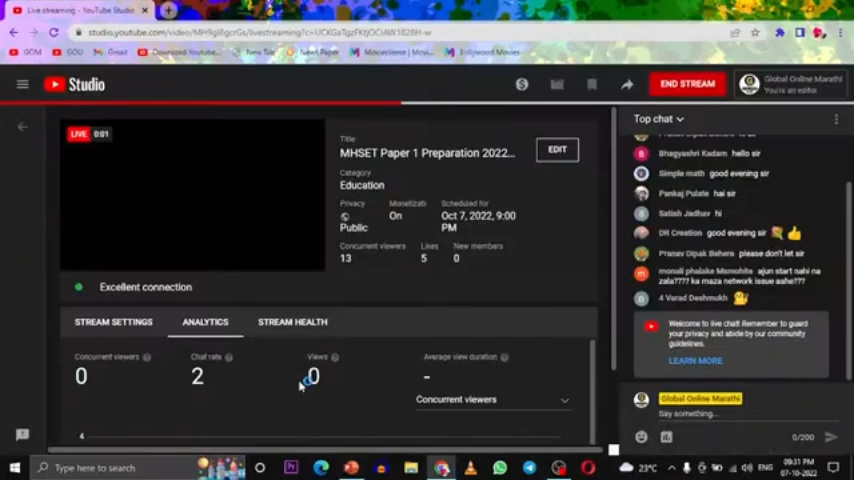 Live streaming - YouTube Studio
studio.youtube.com/video/
GOM
GOU
Gmail
Download Youtube...
New Tab
News Paper
MoviesVerse | Movi...
Bollywood Movies
Studio
END STREAM
Global Online Marathi
You're an editor
LIVE 0:01
Title
MHSET Paper 1 Preparation 2022...
EDIT
Category
Education
Privacy
Monetizati
Scheduled for
Public
On
Oct 7, 2022, 9:00
PM
Concurrent viewers
Likes
New members
13
5
0
Excellent connection
STREAM SETTINGS
ANALYTICS
STREAM HEALTH
Concurrent viewers
Chat rate
Views
Average view duration
0
2
0
-
Concurrent viewers
4
Top chat
Bhagyashri Kadam hello sir
Simple math good evening sir
Pankaj Pulate hai sir
Satish Jadhav hi
DR Creation good evening sir
Pranav Dipak Behera please don't let sir
monali phalake Msmohite ajun start nahi na
zala???? ka maza network issue aahe???
4 Varad Deshmukh
Welcome to live chat! Remember to guard
your privacy and abide by our community
guidelines.
LEARN MORE
Global Online Marathi
Say something...
0/200
Type here to search
23°C
ENG
09:31 PM
07-10-2022